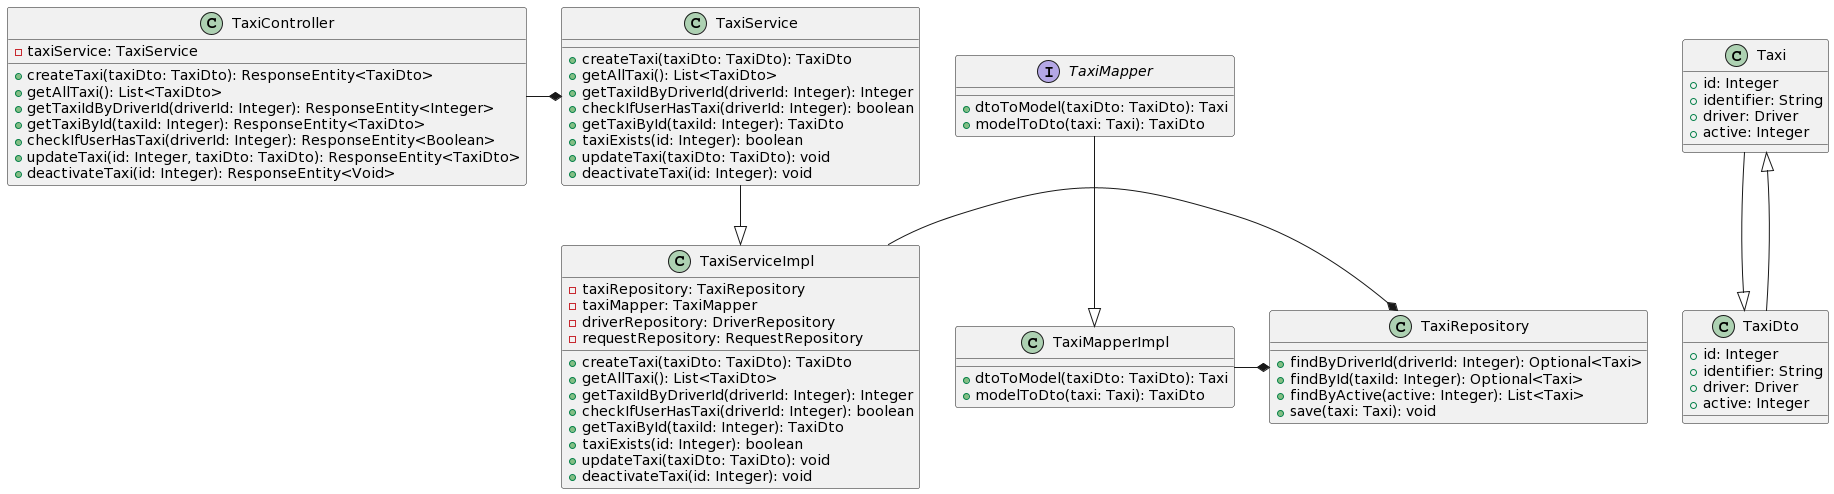 TaxiController
taxiService: TaxiService
createTaxi(taxiDto: TaxiDto): ResponseEntity<TaxiDto>
getAllTaxi(): List<TaxiDto>
getTaxiIdByDriverId(driverId: Integer): ResponseEntity<Integer>
getTaxiById(taxiId: Integer): ResponseEntity<TaxiDto>
checkIfUserHasTaxi(driverId: Integer): ResponseEntity<Boolean>
updateTaxi(id: Integer, taxiDto: TaxiDto): ResponseEntity<TaxiDto>
deactivateTaxi(id: Integer): ResponseEntity<Void>
TaxiService
createTaxi(taxiDto: TaxiDto): TaxiDto
getAllTaxi(): List<TaxiDto>
getTaxiIdByDriverId(driverId: Integer): Integer
checkIfUserHasTaxi(driverId: Integer): boolean
getTaxiById(taxiId: Integer): TaxiDto
taxiExists(id: Integer): boolean
updateTaxi(taxiDto: TaxiDto): void
deactivateTaxi(id: Integer): void
TaxiMapper
dtoToModel(taxiDto: TaxiDto): Taxi
modelToDto(taxi: Taxi): TaxiDto
Taxi
id: Integer
identifier: String
driver: Driver
active: Integer
TaxiServiceImpl
taxiRepository: TaxiRepository
taxiMapper: TaxiMapper
driverRepository: DriverRepository
requestRepository: RequestRepository
createTaxi(taxiDto: TaxiDto): TaxiDto
getAllTaxi(): List<TaxiDto>
getTaxiIdByDriverId(driverId: Integer): Integer
checkIfUserHasTaxi(driverId: Integer): boolean
getTaxiById(taxiId: Integer): TaxiDto
taxiExists(id: Integer): boolean
updateTaxi(taxiDto: TaxiDto): void
deactivateTaxi(id: Integer): void
TaxiMapperImpl
dtoToModel(taxiDto: TaxiDto): Taxi
modelToDto(taxi: Taxi): TaxiDto
TaxiRepository
findByDriverId(driverId: Integer): Optional<Taxi>
findById(taxiId: Integer): Optional<Taxi>
findByActive(active: Integer): List<Taxi>
save(taxi: Taxi): void
TaxiDto
id: Integer
identifier: String
driver: Driver
active: Integer